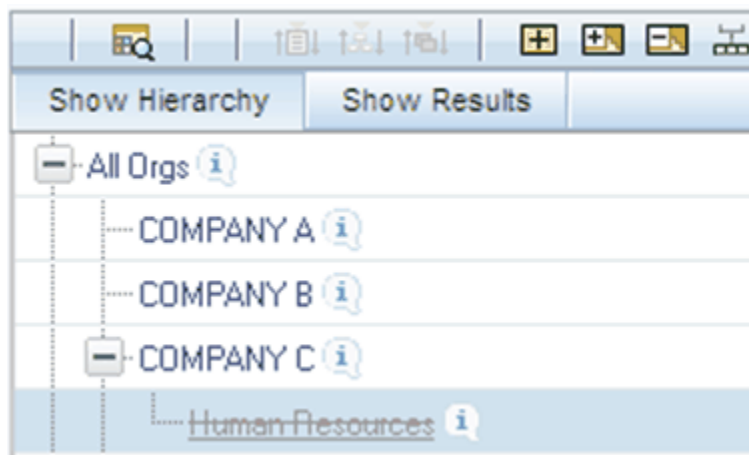 Show Hierarchy Show Results
All Orgs i
COMPANY A i
COMPANY B i
COMPANY C i
Human Resources i